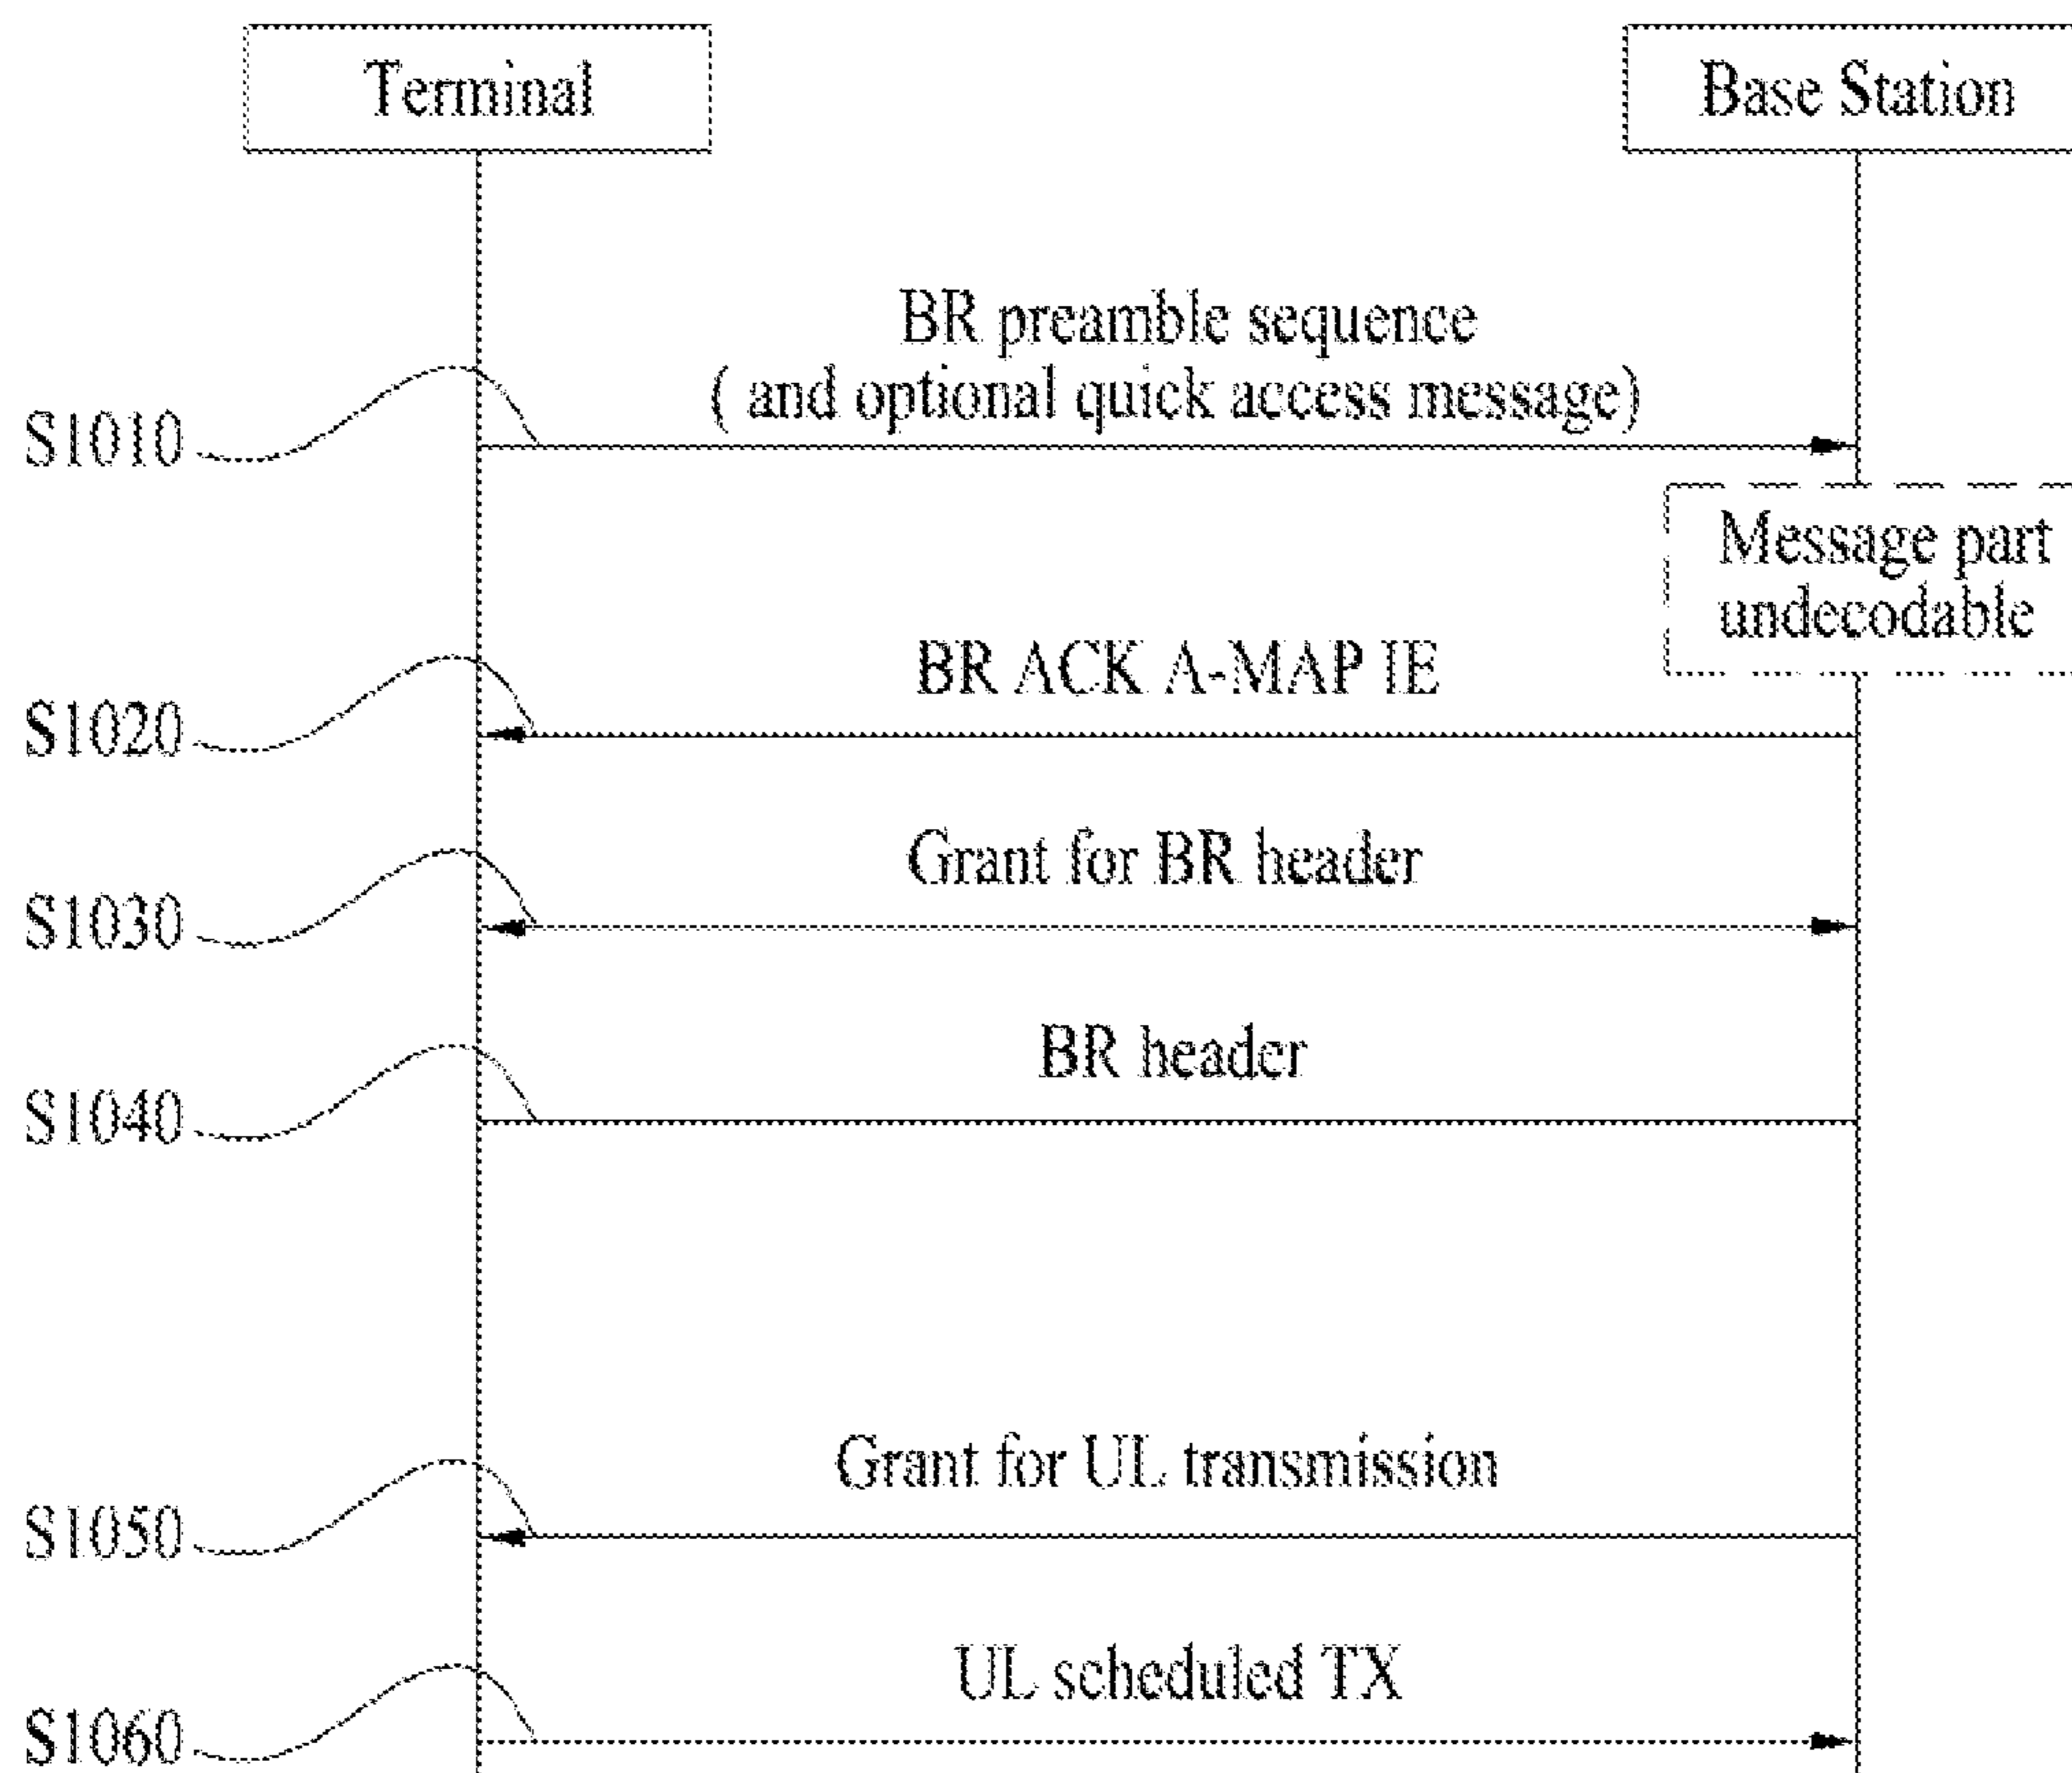 Terminal
Base Station
BR preamble sequence
( and optional quick access message)
S1010
Message part
undecodable
BR ACK A-MAP IE
S1020
Grant for BR header
S1030
BR header
S1040
Grant for UL transmission
S1050
UL scheduled TX
S1060